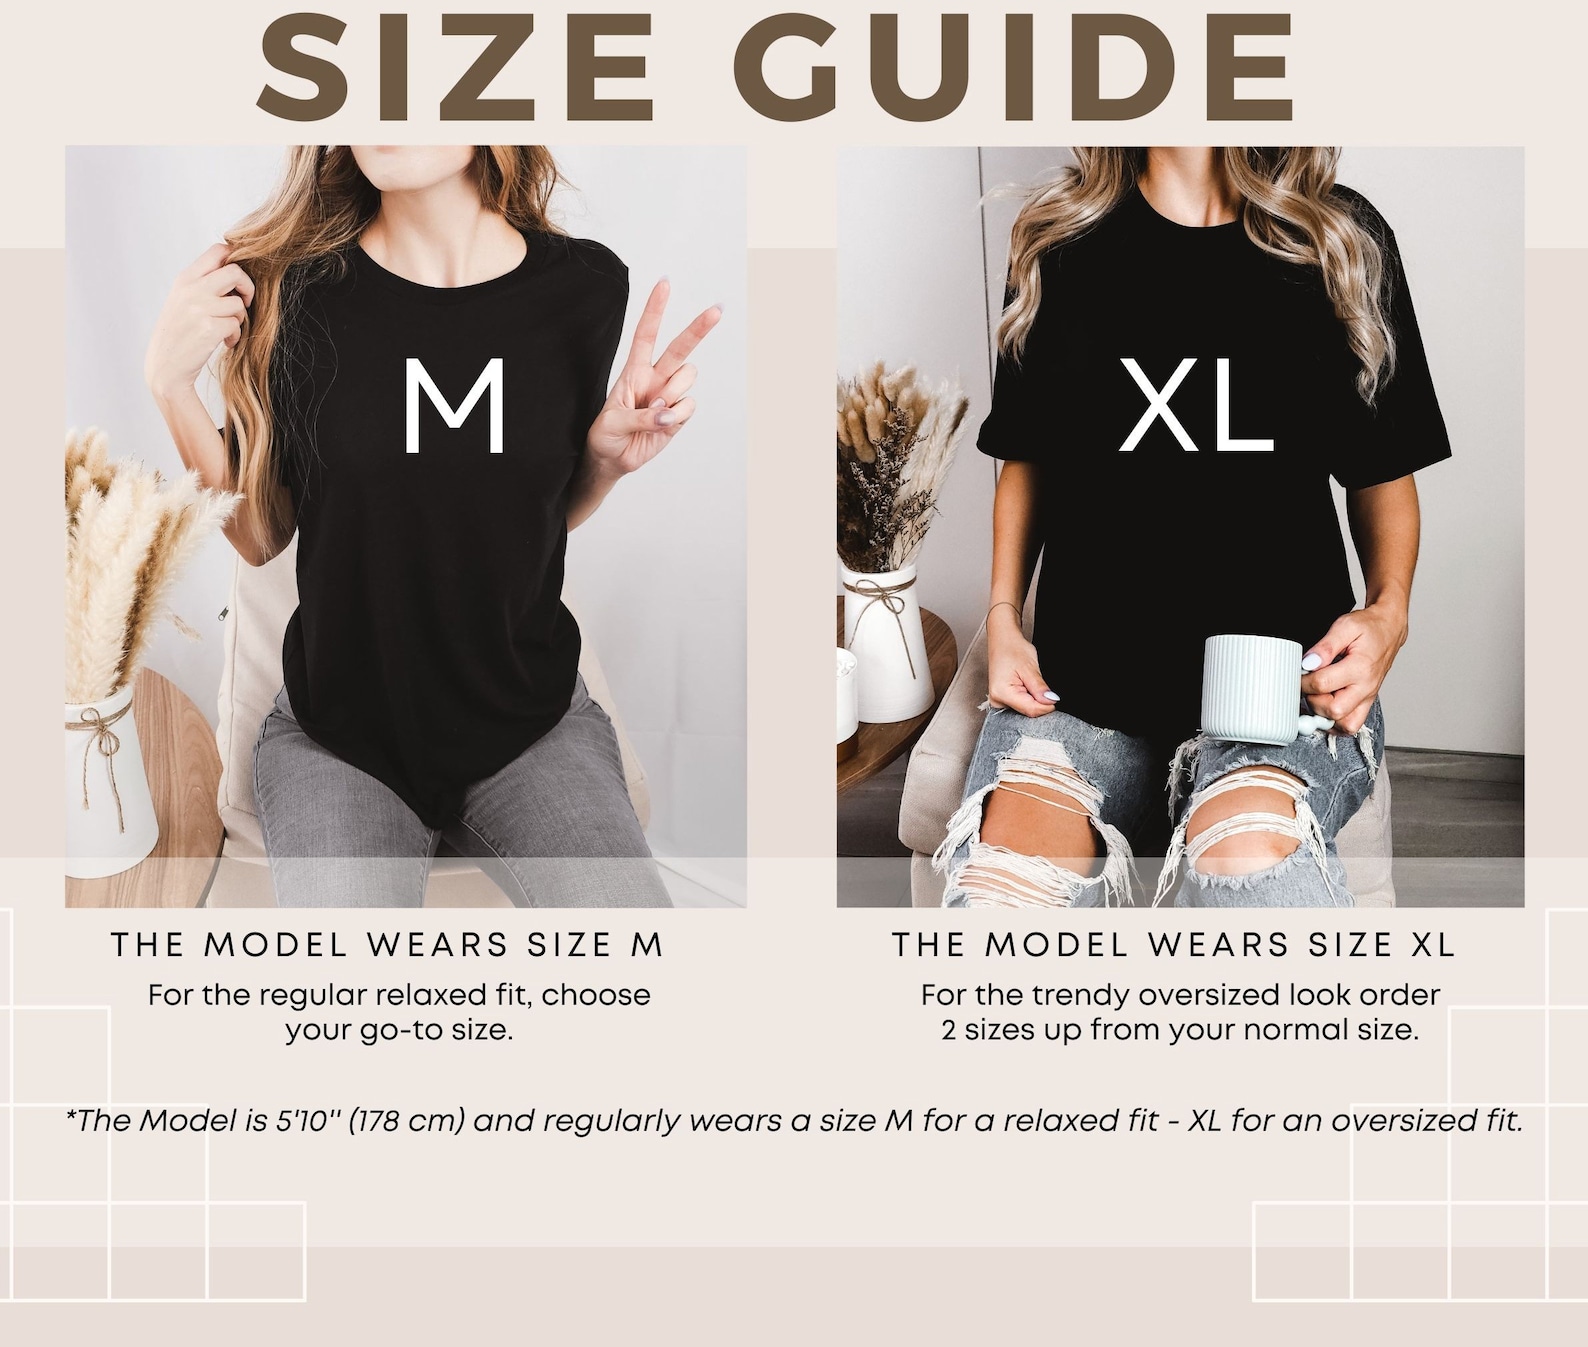 SIZE GUIDE
M
XL
THE MODEL WEARS SIZE M
For the regular relaxed fit, choose
your go-to size.
THE MODEL WEARS SIZE XL
For the trendy oversized look order
2 sizes up from your normal size.
*The Model is 5'10'' (178 cm) and regularly wears a size M for a relaxed fit - XL for an oversized fit.